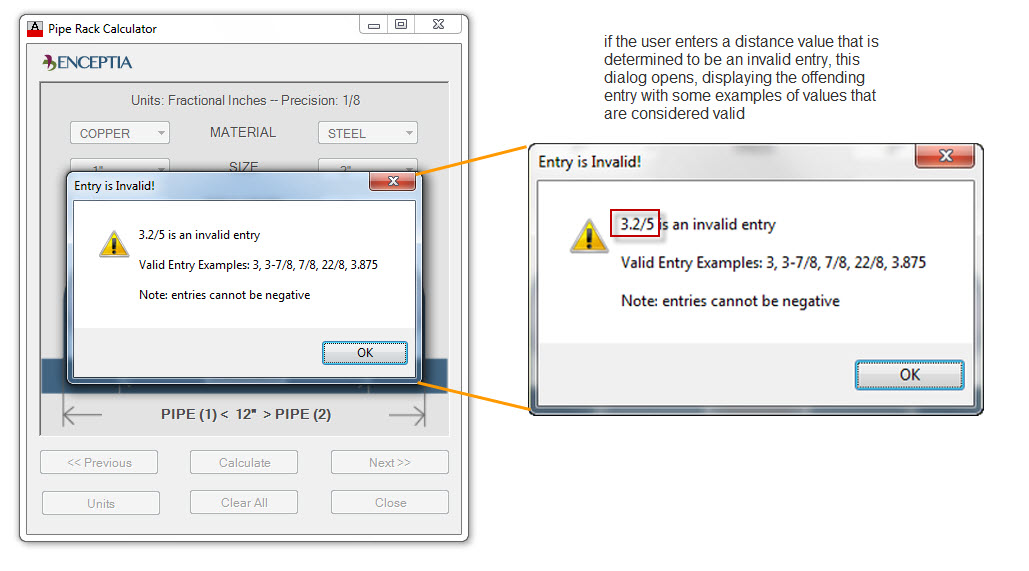 Pipe Rack Calculator
ENCEPTIA
Units: Fractional Inches -- Precision: 1/8
COPPER MATERIAL STEEL
SIZE
Entry is Invalid!
3.2/5 is an invalid entry
Valid Entry Examples: 3, 3-7/8, 7/8, 22/8, 3.875
Note: entries cannot be negative
OK
PIPE (1) < 12" > PIPE (2)
<< Previous Calculate Next >>
Units Clear All Close
if the user enters a distance value that is
determined to be an invalid entry, this
dialog opens, displaying the offending
entry with some examples of values that
are considered valid
Entry is Invalid!
3.2/5 is an invalid entry
Valid Entry Examples: 3, 3-7/8, 7/8, 22/8, 3.875
Note: entries cannot be negative
OK